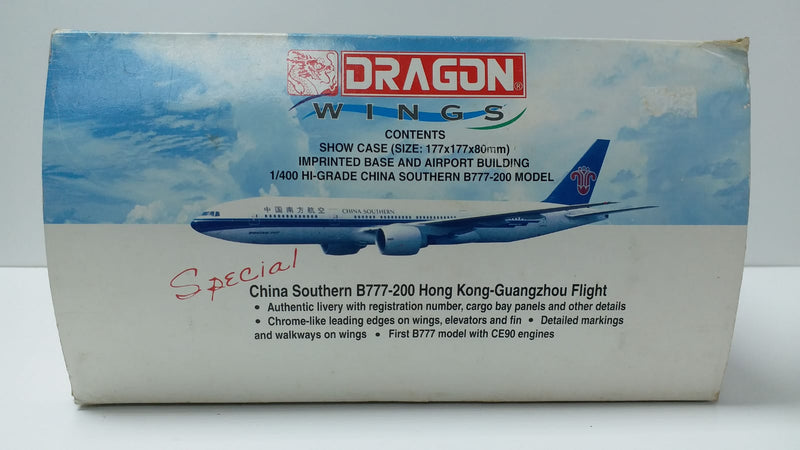 DRAGON®
WINGS
CONTENTS
SHOW CASE (SIZE: 177x177x80mm)
IMPRINTED BASE AND AIRPORT BUILDING
1/400 HI-GRADE CHINA SOUTHERN B777-200 MODEL
中国南方航空 CHINA SOUTHERN
Special
China Southern B777-200 Hong Kong-Guangzhou Flight
• Authentic livery with registration number, cargo bay panels and other details
• Chrome-like leading edges on wings, elevators and fin • Detailed markings
and walkways on wings • First B777 model with CE90 engines